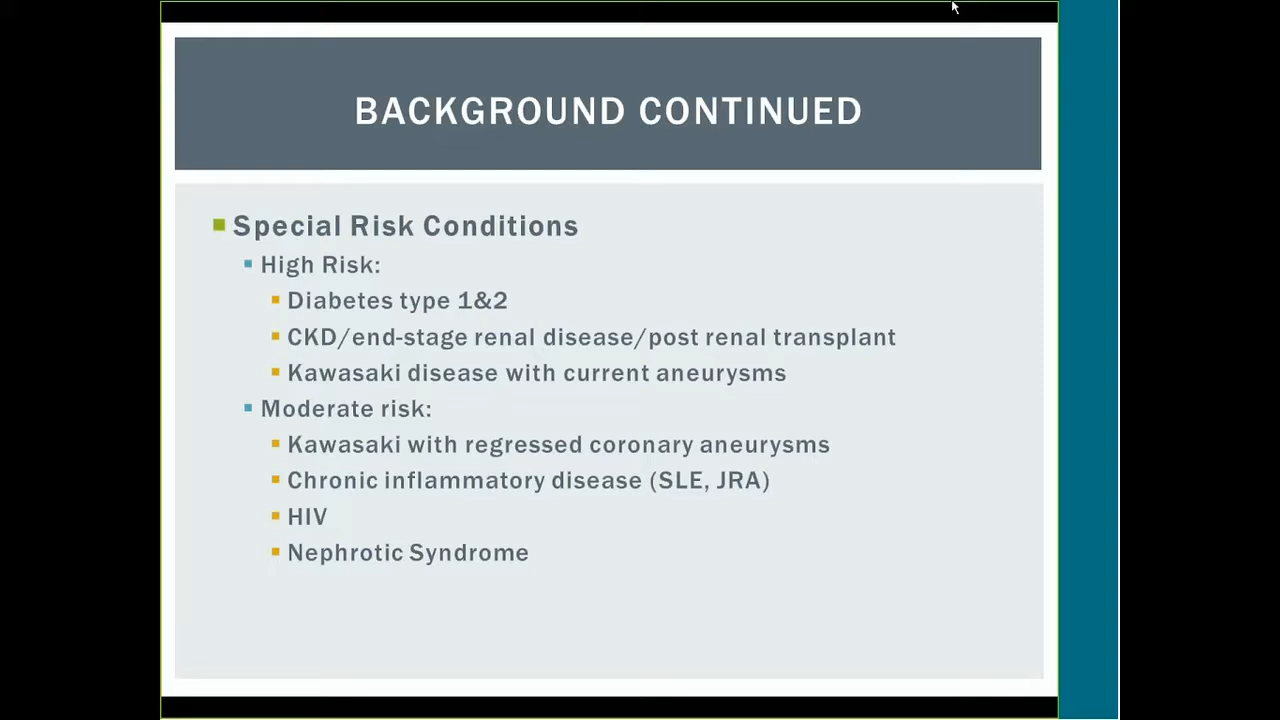 BACKGROUND CONTINUED
Special Risk Conditions
High Risk:
Diabetes type 1&2
CKD/end-stage renal disease/post renal transplant
Kawasaki disease with current aneurysms
Moderate risk:
Kawasaki with regressed coronary aneurysms
Chronic inflammatory disease (SLE, JRA)
HIV
Nephrotic Syndrome